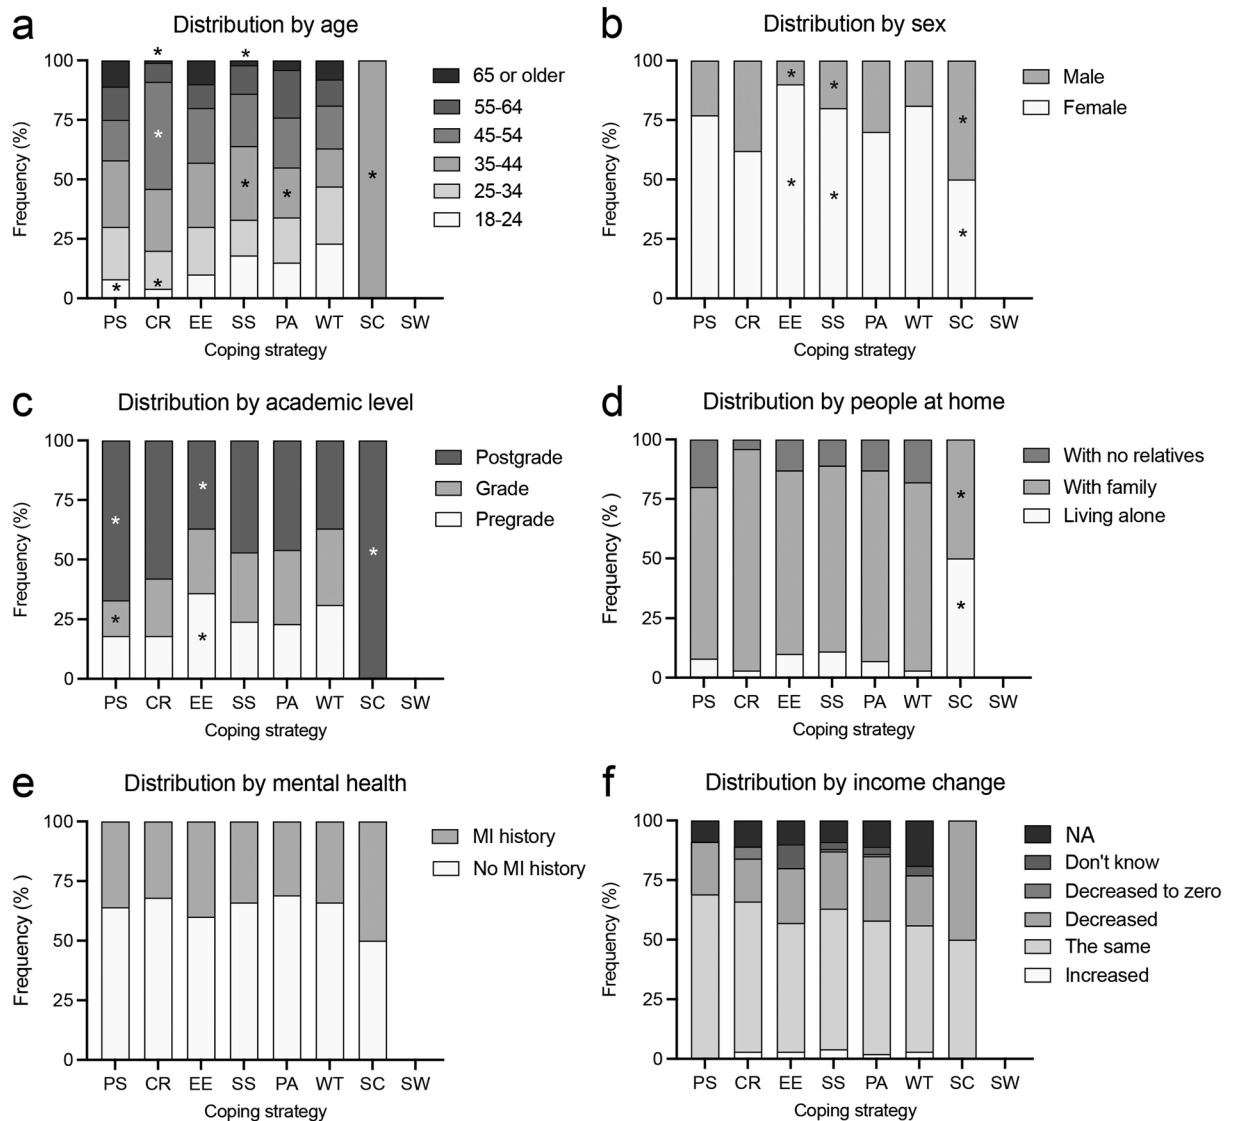 a
Distribution by age
100
75
50
25
0
Frequency (%)
*
*
*
*
*
*
*
*
PS CR EE SS PA WT SC SW
Coping strategy
65 or older
55-64
45-54
35-44
25-34
18-24
b
Distribution by sex
100
75
50
25
0
Frequency (%)
* * *
* * *
PS CR EE SS PA WT SC SW
Coping strategy
Male
Female
c
Distribution by academic level
100
75
50
25
0
Frequency (%)
* * *
* *
PS CR EE SS PA WT SC SW
Coping strategy
Postgrade
Grade
Pregrade
d
Distribution by people at home
100
75
50
25
0
Frequency (% )
*
*
PS CR EE SS PA WT SC SW
Coping strategy
With no relatives
With family
Living alone
e
Distribution by mental health
100
75
50
25
0
Frequency (% )
PS CR EE SS PA WT SC SW
Coping strategy
MI history
No MI history
f
Distribution by income change
100
75
50
25
0
Frequency (%)
PS CR EE SS PA WT SC SW
Coping strategy
NA
Don't know
Decreased to zero
Decreased
The same
Increased